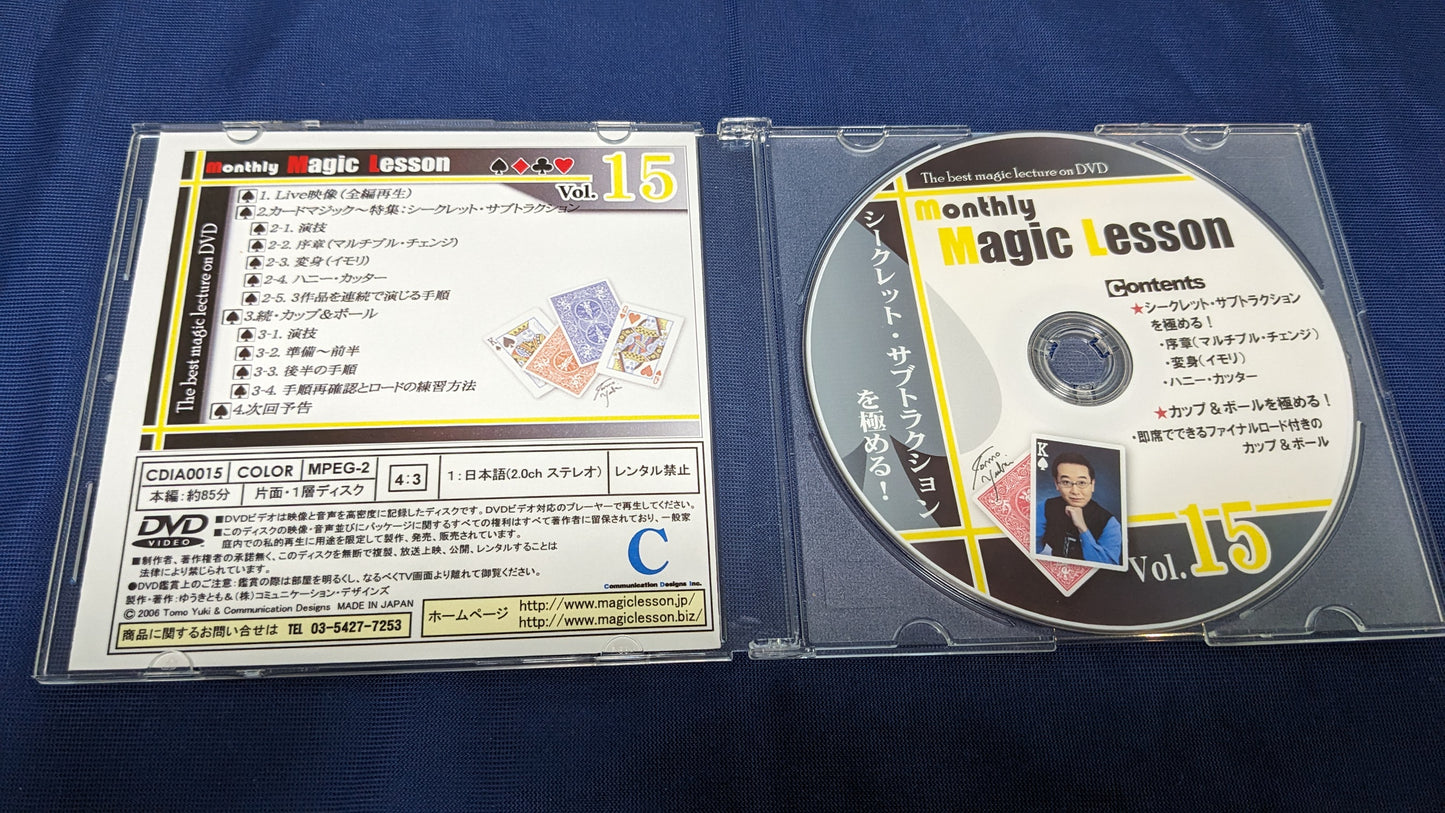 monthly Magic Lesson
Vol. 15
The best magic lecture on DVD
1. Live映像(全編再生)
2.カードマジック～特集:シークレット・サブトラクション
2-1. 演技
2-2. 序章(マルチプル・チェンジ)
2-3. 変身(イモリ)
2-4. ハニー・カッター
2-5. 3作品を連続で演じる手順
3.続・カップ&ボール
3-1. 演技
3-2. 準備～前半
3-3. 後半の手順
3-4. 手順再確認とロードの練習方法
4.次回予告
CDIA0015 COLOR MPEG-2
本編:約85分 片面・1層ディスク
4:3
1:日本語(2.0ch ステレオ)
レンタル禁止
DVD
VIDEO
■DVDビデオは映像と音声を高密度に記録したディスクです。DVDビデオ対応のプレーヤーで再生してください。
■このディスクの映像・音声並びにパッケージに関するすべての権利はすべて著作者に留保されており、一般家
庭内での私的再生に用途を限定して製作、発売、販売されています。
■制作者、著作権者の承諾無く、このディスクを無断で複製、放送上映、公開、レンタルすることは
法律により禁じられています。
●DVD鑑賞上のご注意:鑑賞の際は部屋を明るくし、なるべくTV画面より離れて御覧ください。
製作・著作:ゆうきとも&(株)コミュニケーション・デザインズ
© 2006 Tomo Yuki & Communication Designs MADE IN JAPAN
C
Communication Designs Inc.
商品に関するお問い合せは TEL 03-5427-7253
ホームページ http://www.magiclesson.jp/
http://www.magiclesson.biz/
The best magic lecture on DVD
monthly
Magic Lesson
シークレット・サブトラクション
を極める!
Contents
★シークレット・サブトラクション
を極める!
・序章(マルチプル・チェンジ)
・変身(イモリ)
・ハニー・カッター
★カップ&ボールを極める!
・即席でできるファイナルロード付きの
カップ&ボール
Tomo Yuki
K
Vol. 15